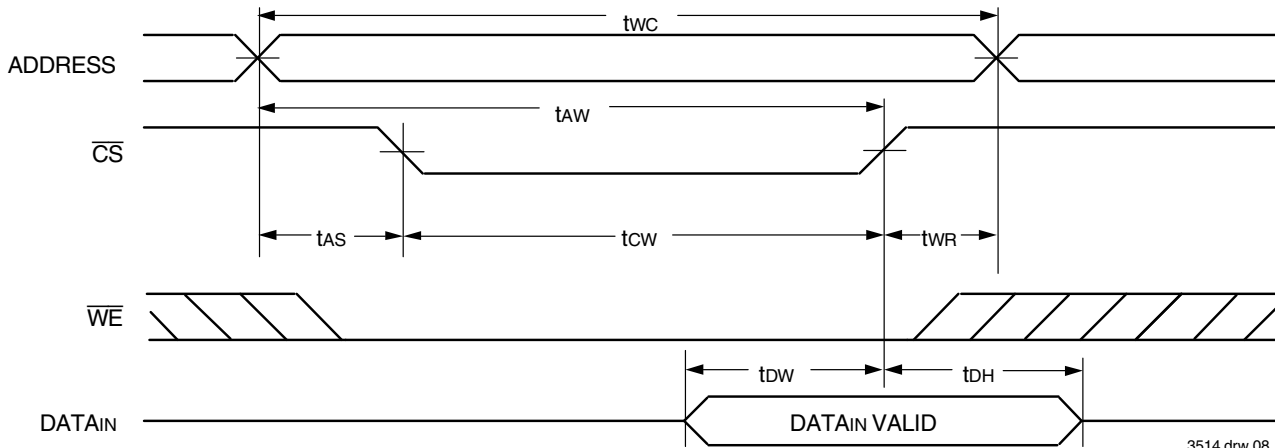 tWC
ADDRESS
tAW
CS
tAS
tCW
tWR
WE
tDW
tDH
DATAIN
DATAIN VALID
3514 drw 08